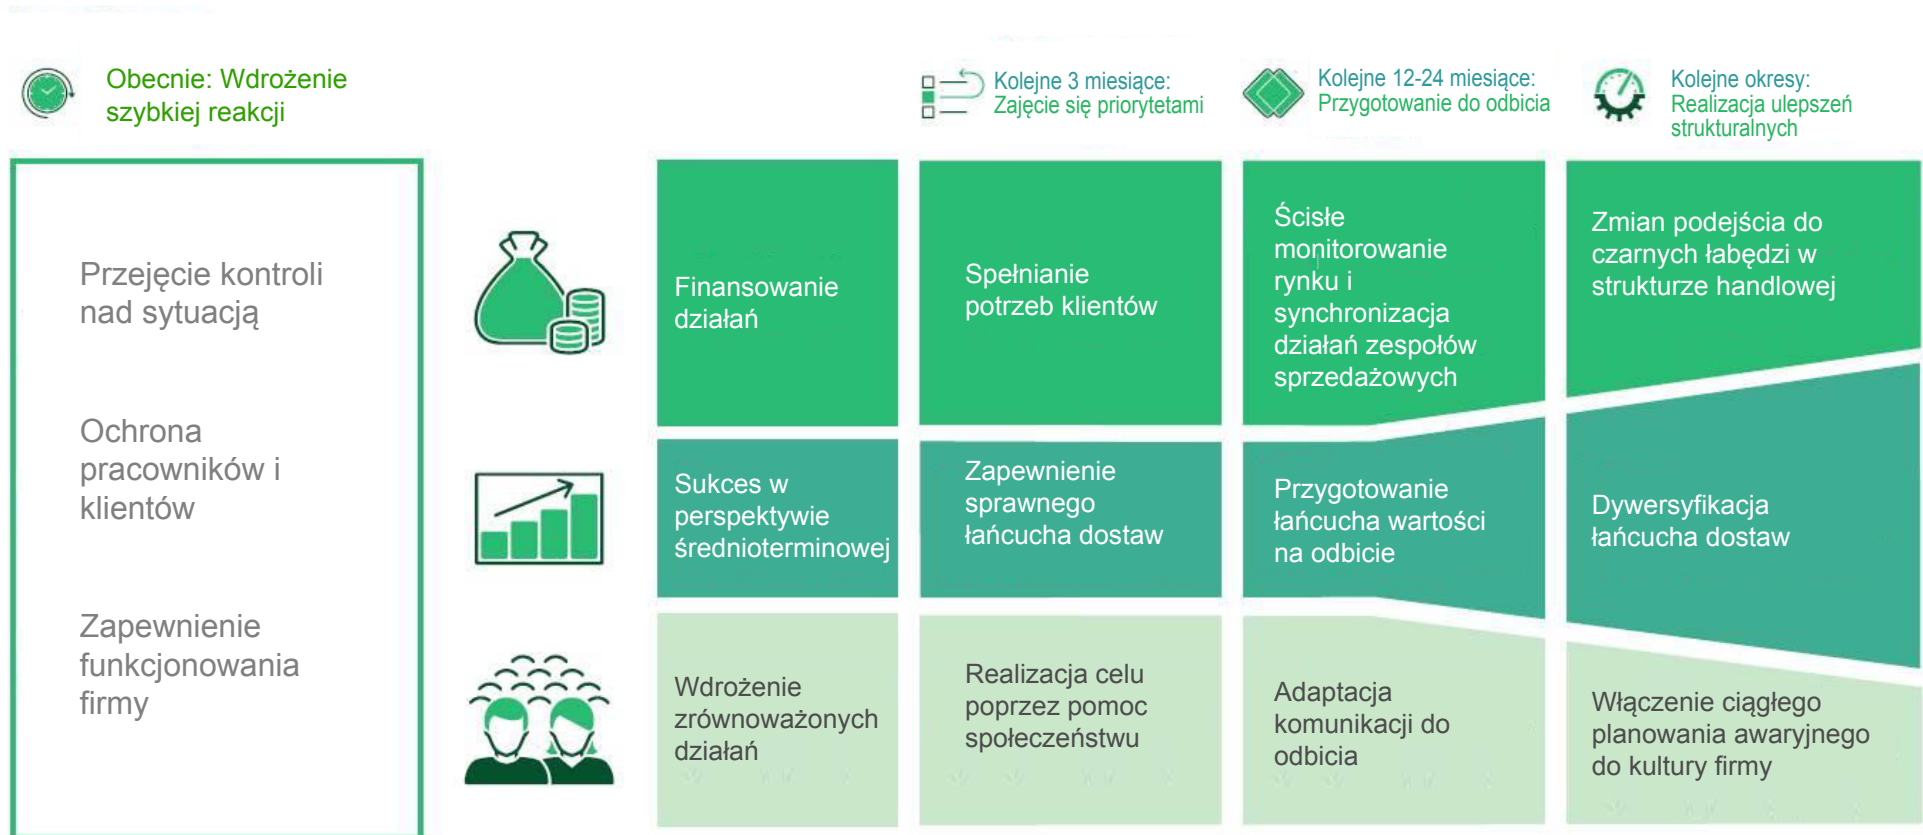 Obecnie: Wdrożenie
szybkiej reakcji
Kolejne 3 miesiące:
Zajęcie się priorytetami
Kolejne 12-24 miesiące:
Przygotowanie do odbicia
Kolejne okresy:
Realizacja ulepszeń
strukturalnych
Przejęcie kontroli
nad sytuacją
Ochrona
pracowników i
klientów
Zapewnienie
funkcjonowania
firmy
Finansowanie
działań
Spełnianie
potrzeb klientów
Ścisłe
monitorowanie
rynku i
synchronizacja
działań zespołów
sprzedażowych
Zmian podejścia do
czarnych łabędzi w
strukturze handlowej
Sukces w
perspektywie
średnioterminowej
Zapewnienie
sprawnego
łańcucha dostaw
Przygotowanie
łańcucha wartości
na odbicie
Dywersyfikacja
łańcucha dostaw
Wdrożenie
zrównoważonych
działań
Realizacja celu
poprzez pomoc
społeczeństwu
Adaptacja
komunikacji do
odbicia
Włączenie ciągłego
planowania awaryjnego
do kultury firmy